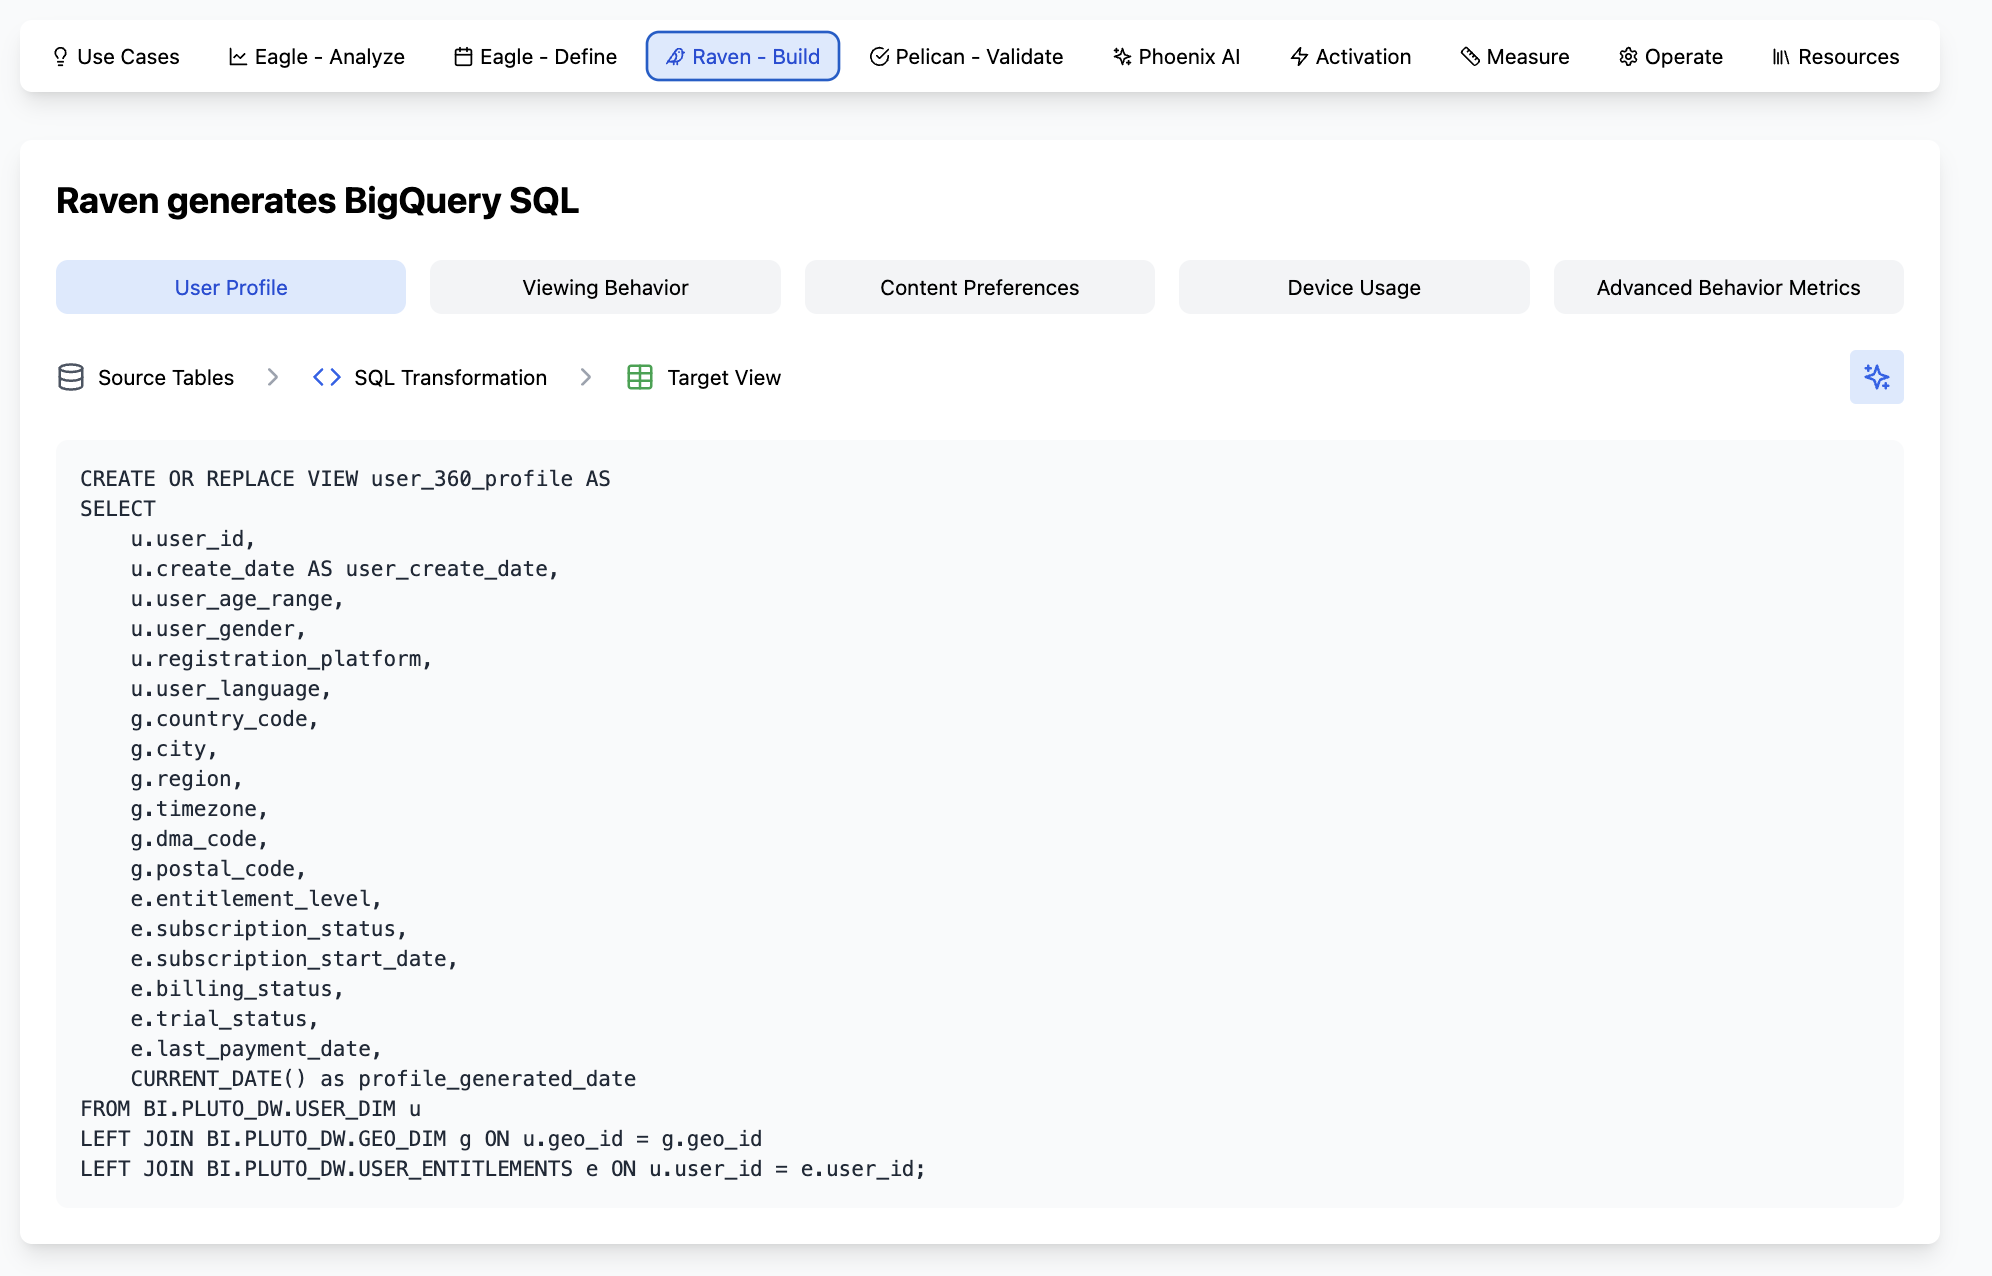 Use Cases
Eagle - Analyze
Eagle - Define
Raven - Build
Pelican - Validate
Phoenix AI
Activation
Measure
Operate
Resources
Raven generates BigQuery SQL
User Profile
Viewing Behavior
Content Preferences
Device Usage
Advanced Behavior Metrics
Source Tables
SQL Transformation
Target View
CREATE OR REPLACE VIEW user_360_profile AS
SELECT
    u.user_id,
    u.create_date AS user_create_date,
    u.user_age_range,
    u.user_gender,
    u.registration_platform,
    u.user_language,
    g.country_code,
    g.city,
    g.region,
    g.timezone,
    g.dma_code,
    g.postal_code,
    e.entitlement_level,
    e.subscription_status,
    e.subscription_start_date,
    e.billing_status,
    e.trial_status,
    e.last_payment_date,
    CURRENT_DATE() as profile_generated_date
FROM BI.PLUTO_DW.USER_DIM u
LEFT JOIN BI.PLUTO_DW.GEO_DIM g ON u.geo_id = g.geo_id
LEFT JOIN BI.PLUTO_DW.USER_ENTITLEMENTS e ON u.user_id = e.user_id;